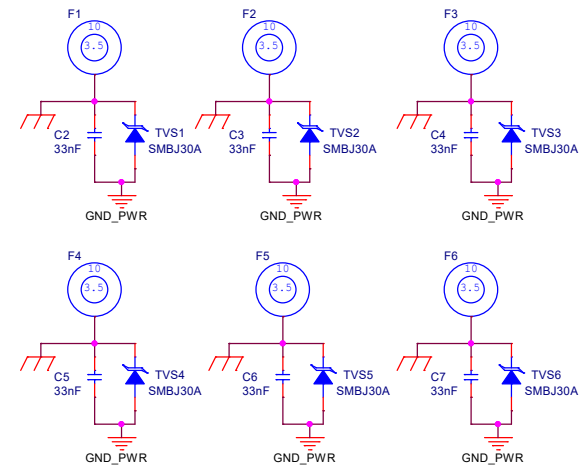 F1 F2 F3
10 10 10
3.5 3.5 3.5
C2 TVS1 C3 TVS2 C4 TVS3
33nF SMBJ30A 33nF SMBJ30A 33nF SMBJ30A
GND_PWR GND_PWR GND_PWR
F4 F5 F6
10 10 10
3.5 3.5 3.5
C5 TVS4 C6 TVS5 C7 TVS6
33nF SMBJ30A 33nF SMBJ30A 33nF SMBJ30A
GND_PWR GND_PWR GND_PWR